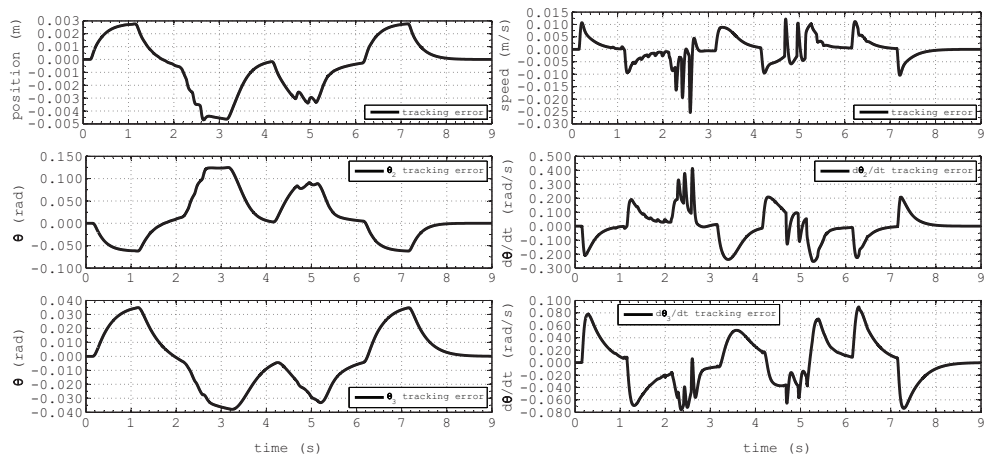 position (m)
0.003
0.002
0.001
0.000
−0.001
−0.002
−0.003
−0.004
−0.005
0 1 2 3 4 5 6 7 8 9
tracking error
speed (m/s)
0.015
0.010
0.005
0.000
−0.005
−0.010
−0.015
−0.020
−0.025
−0.030
0 1 2 3 4 5 6 7 8 9
tracking error
θ (rad)
0.150
0.100
0.050
0.000
−0.050
−0.100
0 1 2 3 4 5 6 7 8 9
θ2 tracking error
dθ/dt (rad/s)
0.500
0.400
0.300
0.200
0.100
0.000
−0.100
−0.200
−0.300
0 1 2 3 4 5 6 7 8 9
dθ2/dt tracking error
θ (rad)
0.040
0.030
0.020
0.010
0.000
−0.010
−0.020
−0.030
−0.040
0 1 2 3 4 5 6 7 8 9
θ3 tracking error
time (s)
dθ/dt (rad/s)
0.100
0.080
0.060
0.040
0.020
0.000
−0.020
−0.040
−0.060
−0.080
0 1 2 3 4 5 6 7 8 9
dθ3/dt tracking error
time (s)